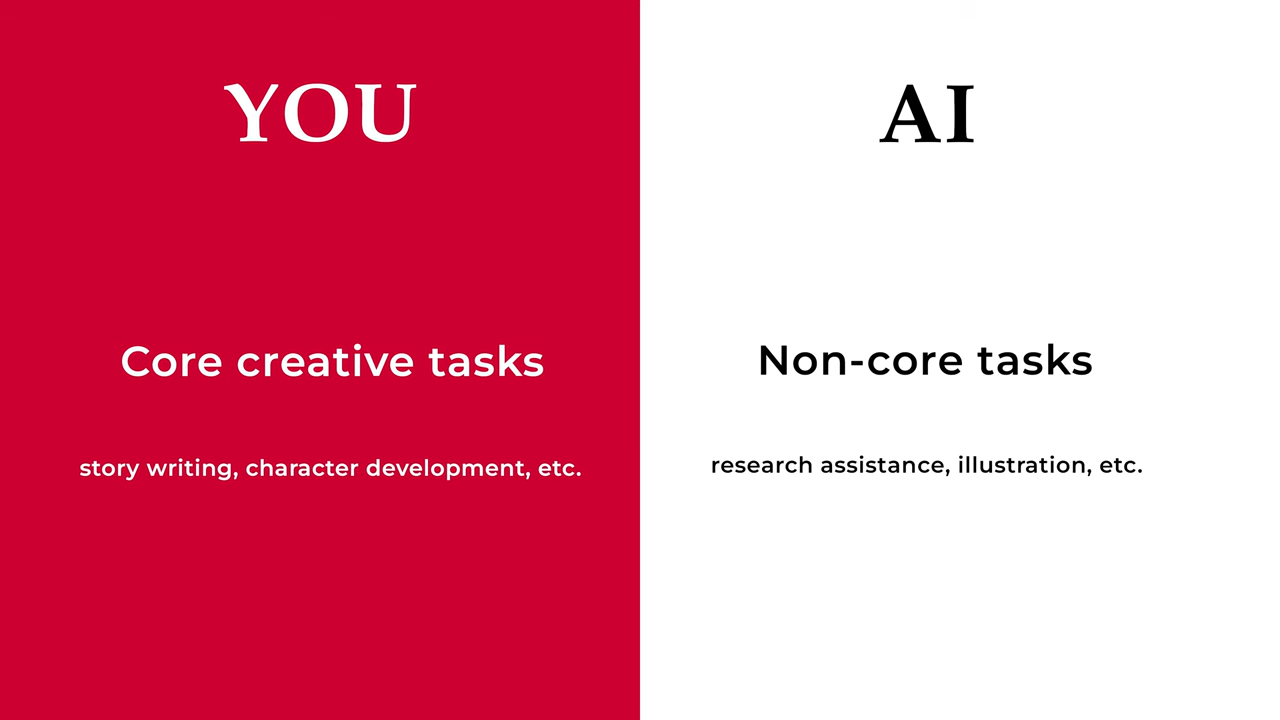 YOU
Core creative tasks
story writing, character development, etc.
AI
Non-core tasks
research assistance, illustration, etc.